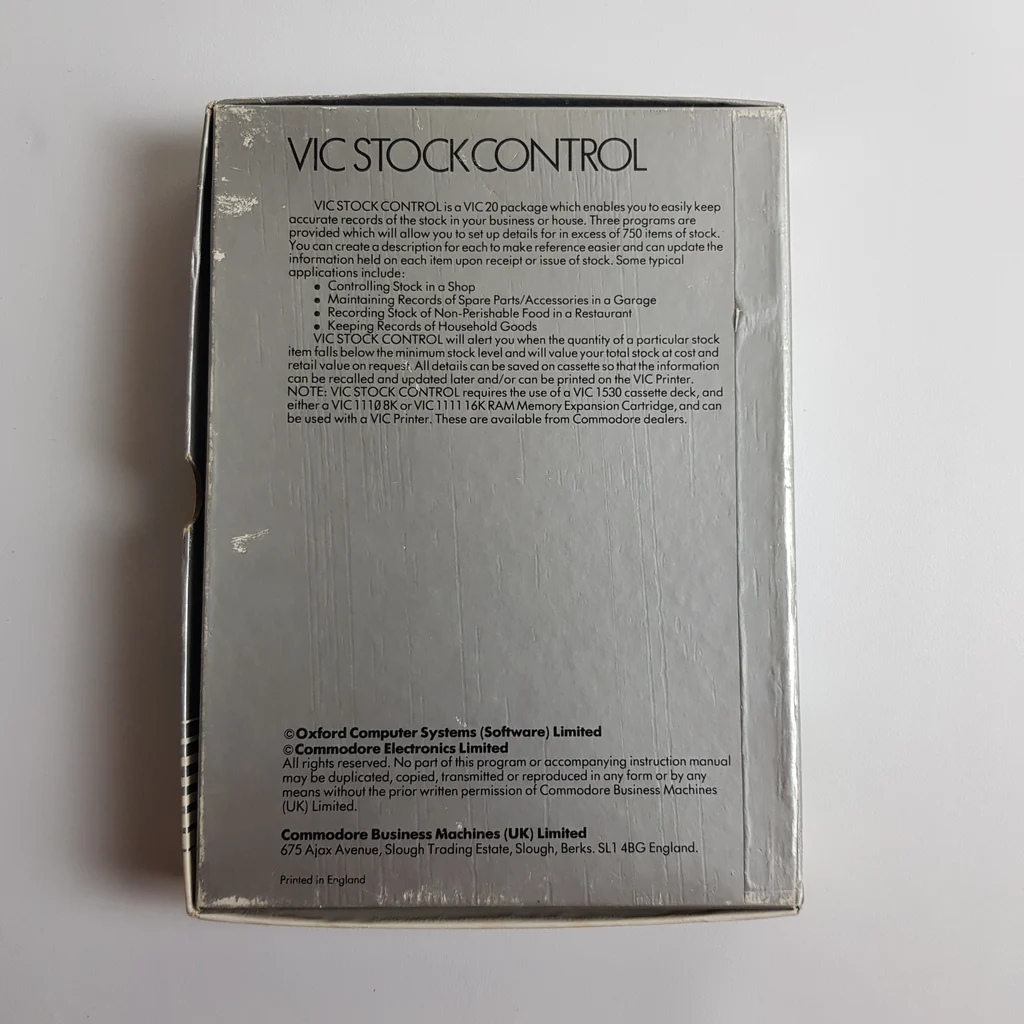 VIC STOCK CONTROL
VIC STOCK CONTROL is a VIC 20 package which enables you to easily keep
accurate records of the stock in your business or house. Three programs are
provided which will allow you to set up details for in excess of 750 items of stock.
You can create a description for each to make reference easier and can update the
information held on each item upon receipt or issue of stock. Some typical
applications include:
• Controlling Stock in a Shop
• Maintaining Records of Spare Parts/Accessories in a Garage
• Recording Stock of Non-Perishable Food in a Restaurant
• Keeping Records of Household Goods
VIC STOCK CONTROL will alert you when the quantity of a particular stock
item falls below the minimum stock level and will value your total stock at cost and
retail value on request. All details can be saved on cassette so that the information
can be recalled and updated later and/or can be printed on the VIC Printer.
NOTE: VIC STOCK CONTROL requires the use of a VIC 1530 cassette deck, and
either a VIC 1110 8K or VIC 1111 16K RAM Memory Expansion Cartridge, and can
be used with a VIC Printer. These are available from Commodore dealers.
©Oxford Computer Systems (Software) Limited
©Commodore Electronics Limited
All rights reserved. No part of this program or accompanying instruction manual
may be duplicated, copied, transmitted or reproduced in any form or by any
means without the prior written permission of Commodore Business Machines
(UK) Limited.
Commodore Business Machines (UK) Limited
675 Ajax Avenue, Slough Trading Estate, Slough, Berks. SL1 4BG England.
Printed in England